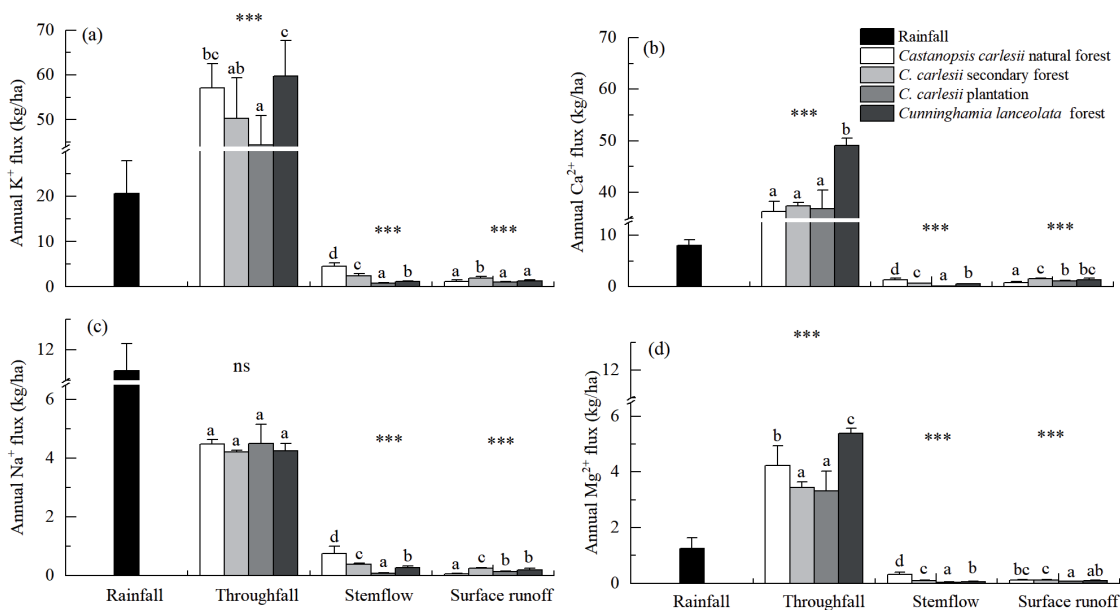 (a)
***
70
60
50
20
10
0
Annual K⁺ flux (kg/ha)
bc
ab
a
c
***
d
c
a
b
***
a
b
a
a
(b)
Rainfall
Castanopsis carlesii natural forest
C. carlesii secondary forest
C. carlesii plantation
Cunninghamia lanceolata forest
70
60
50
40
10
0
Annual Ca²⁺ flux (kg/ha)
***
a
a
a
b
***
d
c
a
b
***
a
c
b
bc
(c)
12
6
4
2
0
Annual Na⁺ flux (kg/ha)
ns
a
a
a
a
***
d
c
a
b
***
a
c
b
b
Rainfall
Throughfall
Stemflow
Surface runoff
(d)
12
6
4
2
0
Annual Mg²⁺ flux (kg/ha)
***
b
a
a
c
***
d
c
a
b
***
bc
c
a
ab
Rainfall
Throughfall
Stemflow
Surface runoff